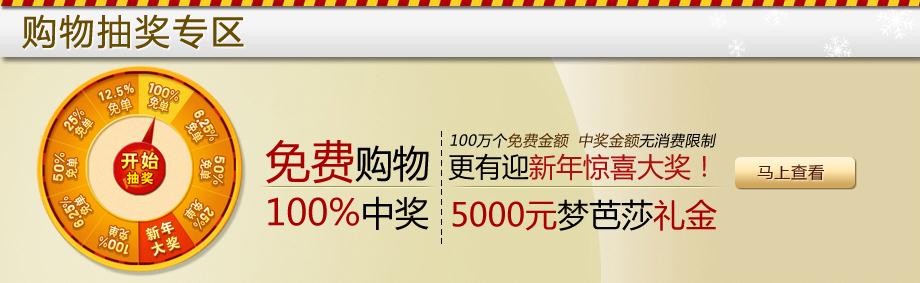 购物抽奖专区
12.5%
免单
100%
免单
6.25%
免单
50%
免单
25%
免单
新年
大奖
100%
免单
6.25%
免单
50%
免单
25%
免单
开始
抽奖
免费购物
100%中奖
100万个免费金额 中奖金额无消费限制
更有迎新年惊喜大奖！
5000元梦芭莎礼金
马上查看